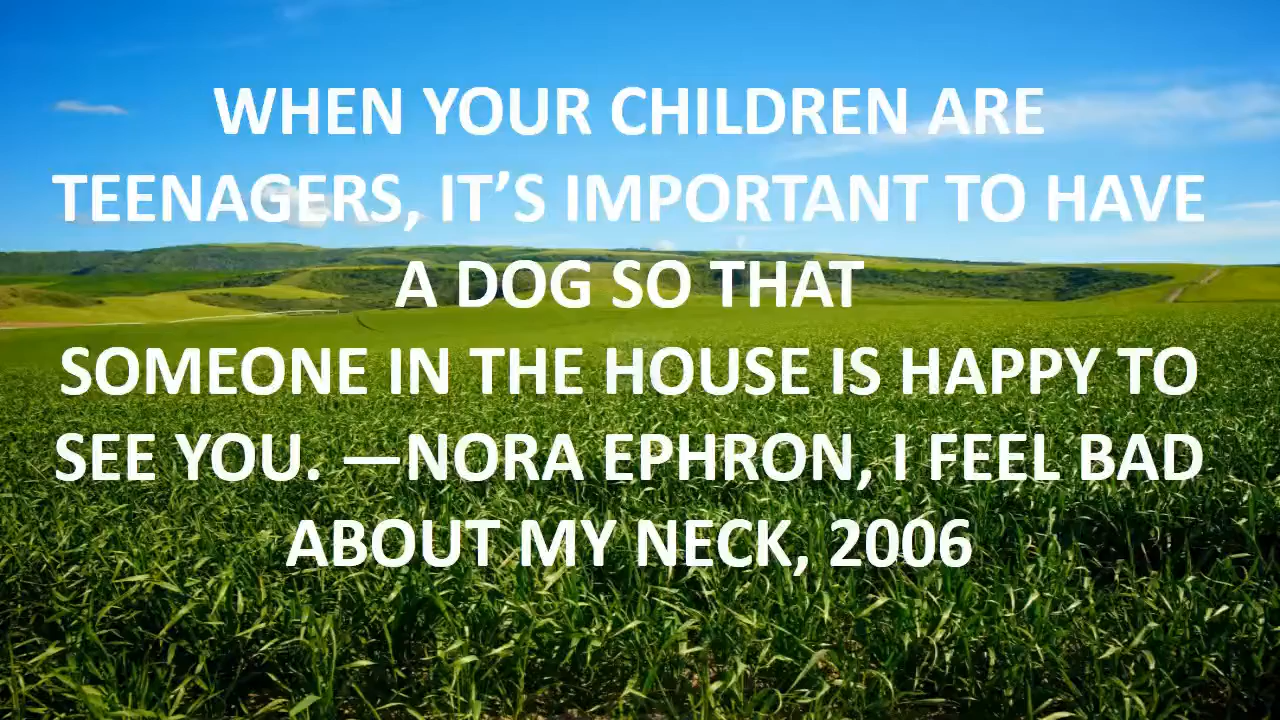 WHEN YOUR CHILDREN ARE
TEENAGERS, IT’S IMPORTANT TO HAVE
A DOG SO THAT
SOMEONE IN THE HOUSE IS HAPPY TO
SEE YOU. —NORA EPHRON, I FEEL BAD
ABOUT MY NECK, 2006